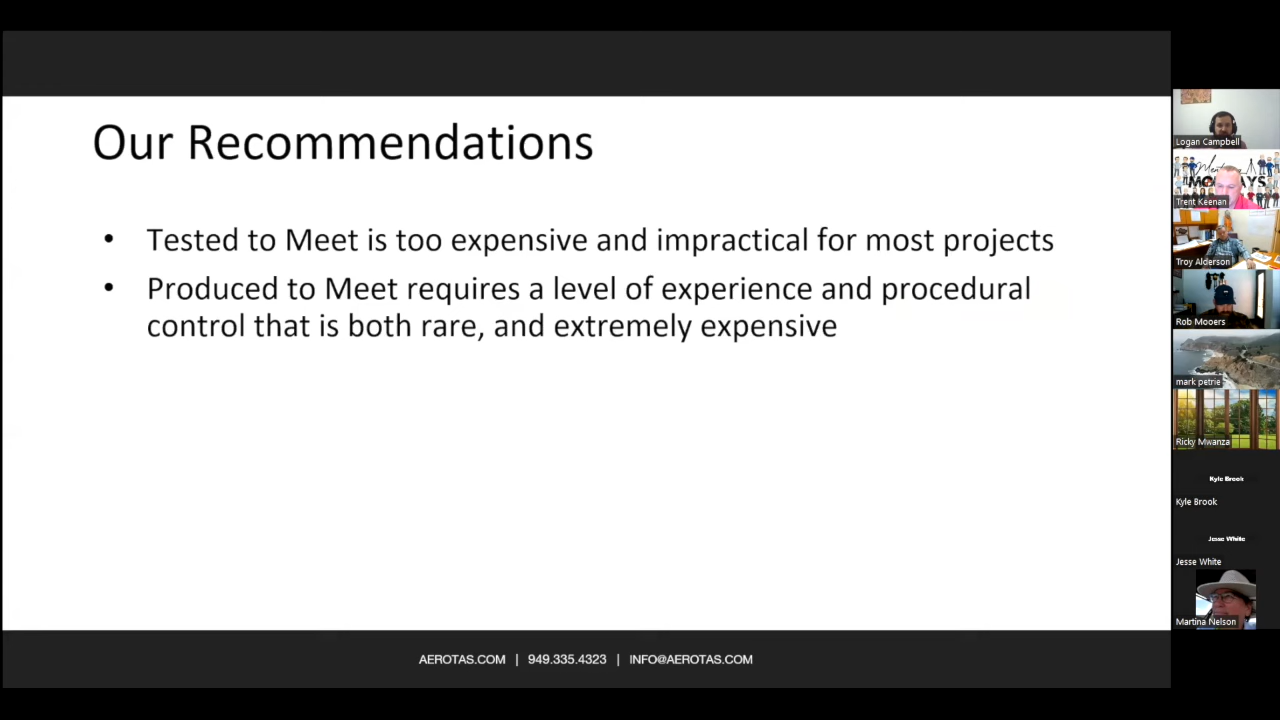 Our Recommendations
• Tested to Meet is too expensive and impractical for most projects
• Produced to Meet requires a level of experience and procedural
control that is both rare, and extremely expensive
AEROTAS.COM | 949.335.4323 | INFO@AEROTAS.COM
Logan Campbell
Trent Keenan
Troy Alderson
Rob Mooers
mark petrie
Ricky Mwanza
Kyle Brook
Kyle Brook
Jesse White
Jesse White
Martina Nelson